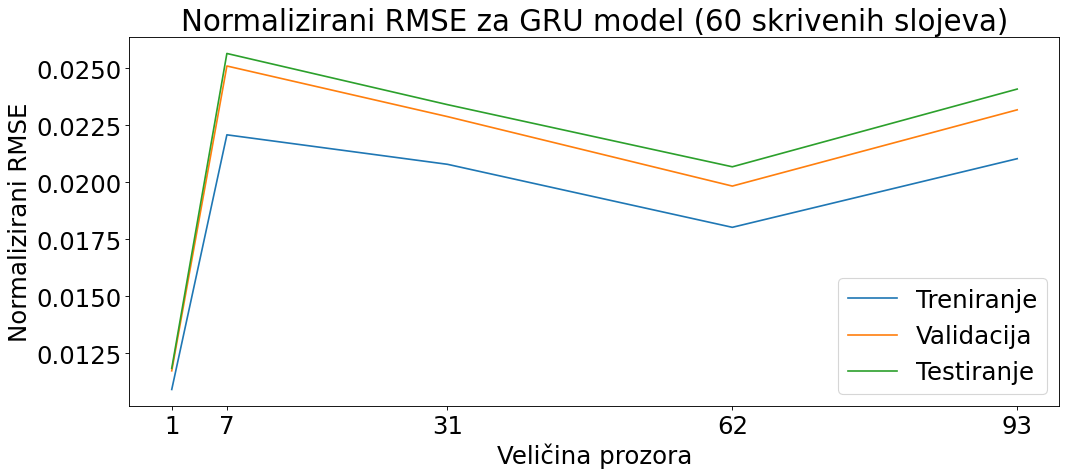 Normalizirani RMSE za GRU model (60 skrivenih slojeva)
Normalizirani RMSE
0.0250
0.0225
0.0200
0.0175
0.0150
0.0125
Treniranje
Validacija
Testiranje
1 7 31 62 93
Veličina prozora